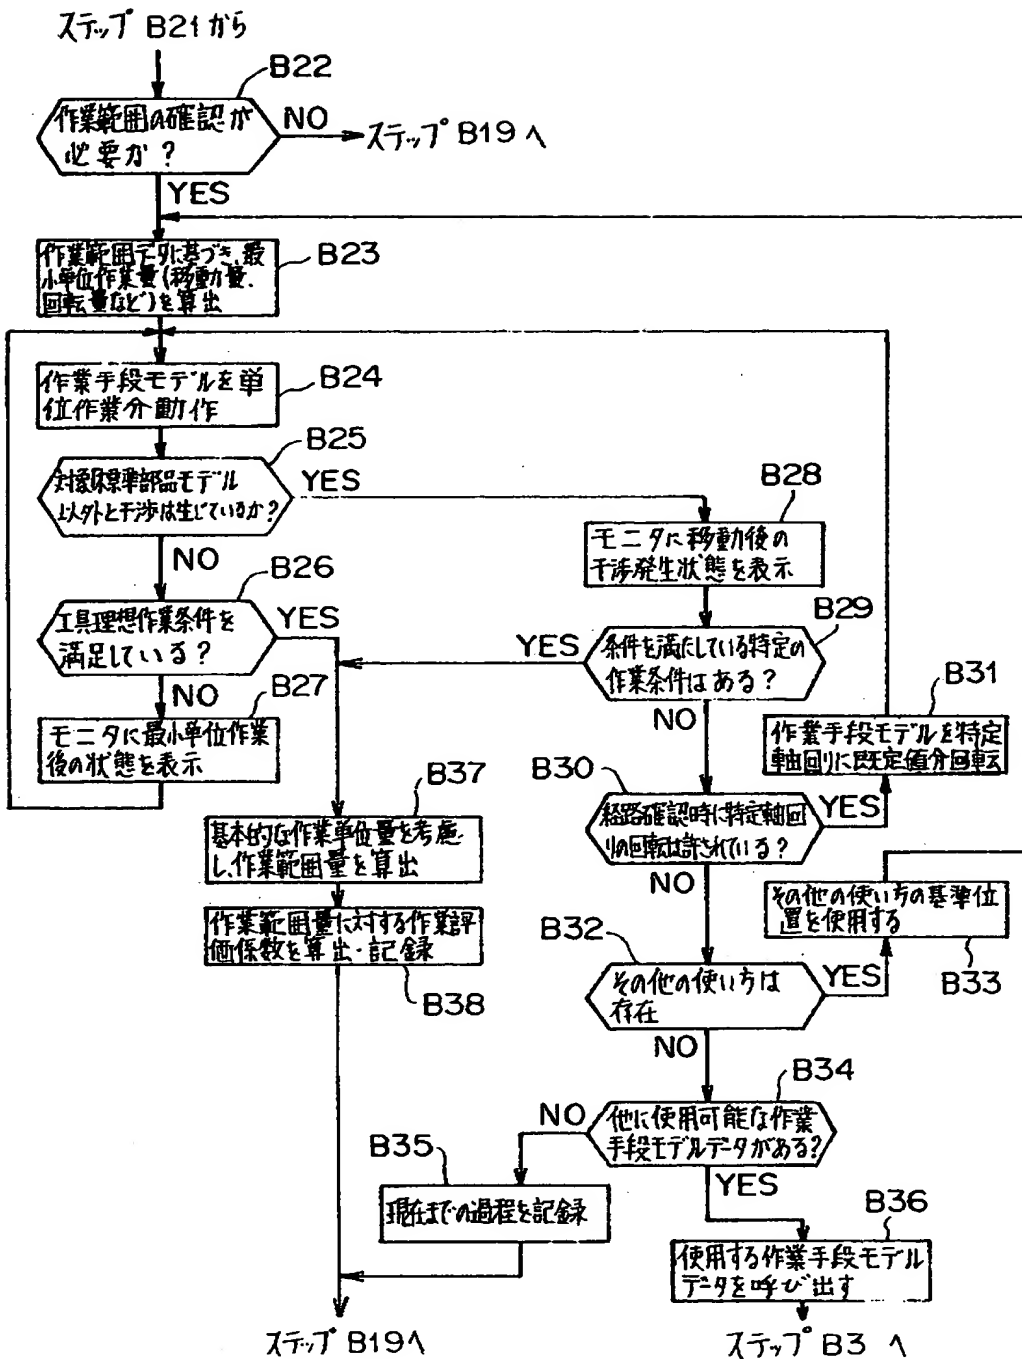 ステップ B21から
B22
作業範囲の確認が
必要か?
NO
ステップ B19 へ
YES
作業範囲データに基づき、最
小単位作業量(移動量、
回転量など)を算出
B23
作業手段モデルを単
位作業分動作
B24
B25
対象標準部品モデル
以外と干渉は生じているか?
YES
NO
B28
モニタに移動後の
干渉発生状態を表示
B26
工具理想作業条件を
満足している?
YES
NO
B29
YES
条件を満たしている特定の
作業条件はある?
NO
B27
モニタに最小単位作業
後の状態を表示
B31
作業手段モデルを特定
軸回りに既定値分回転
B30
YES
経路確認時に特定軸回
りの回転は許されている?
NO
B37
基本的な作業単位量を考慮
し、作業範囲量を算出
作業範囲量に対する作業評
価係数を算出・記録
B38
その他の使い方の基準位
置を使用する
B33
B32
YES
その他の使い方は
存在
NO
B34
NO
他に使用可能な作業
手段モデルデータがある?
YES
B35
現在までの過程を記録
B36
使用する作業手段モデル
データを呼び出す
ステップ B19へ
ステップ B3 へ